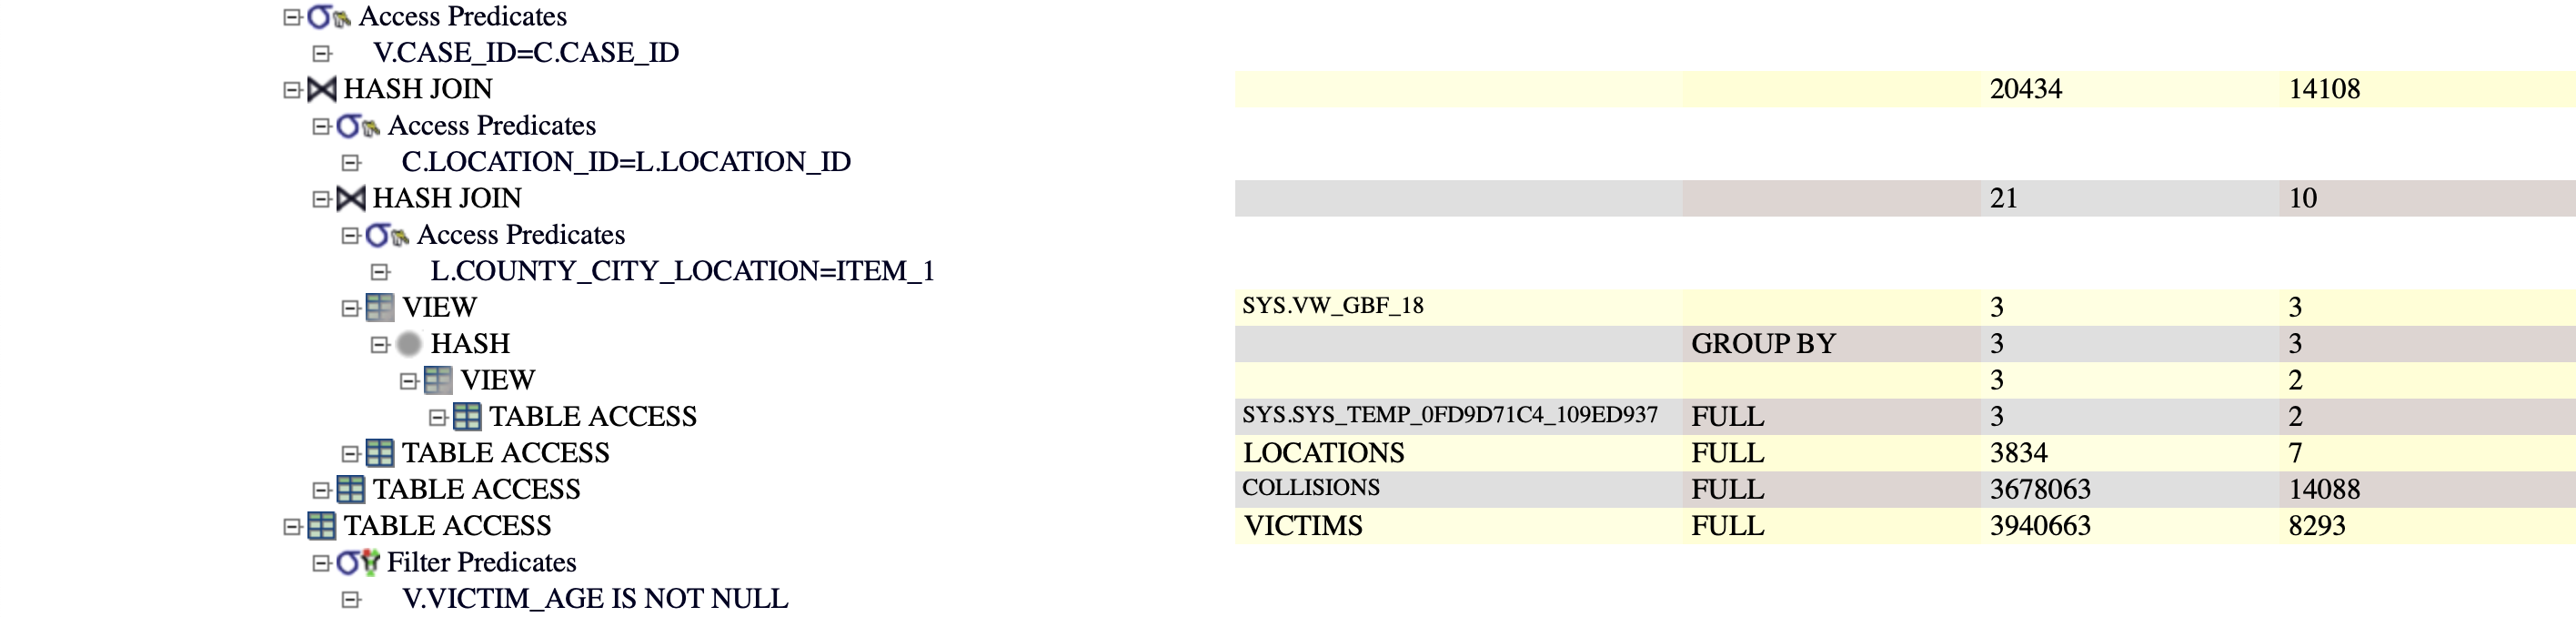 Access Predicates
V.CASE_ID=C.CASE_ID
HASH JOIN 20434 14108
Access Predicates
C.LOCATION_ID=L.LOCATION_ID
HASH JOIN 21 10
Access Predicates
L.COUNTY_CITY_LOCATION=ITEM_1
VIEW SYS.VW_GBF_18 3 3
HASH GROUP BY 3 3
VIEW 3 2
TABLE ACCESS SYS.SYS_TEMP_0FD9D71C4_109ED937 FULL 3 2
TABLE ACCESS LOCATIONS FULL 3834 7
TABLE ACCESS COLLISIONS FULL 3678063 14088
TABLE ACCESS VICTIMS FULL 3940663 8293
Filter Predicates
V.VICTIM_AGE IS NOT NULL